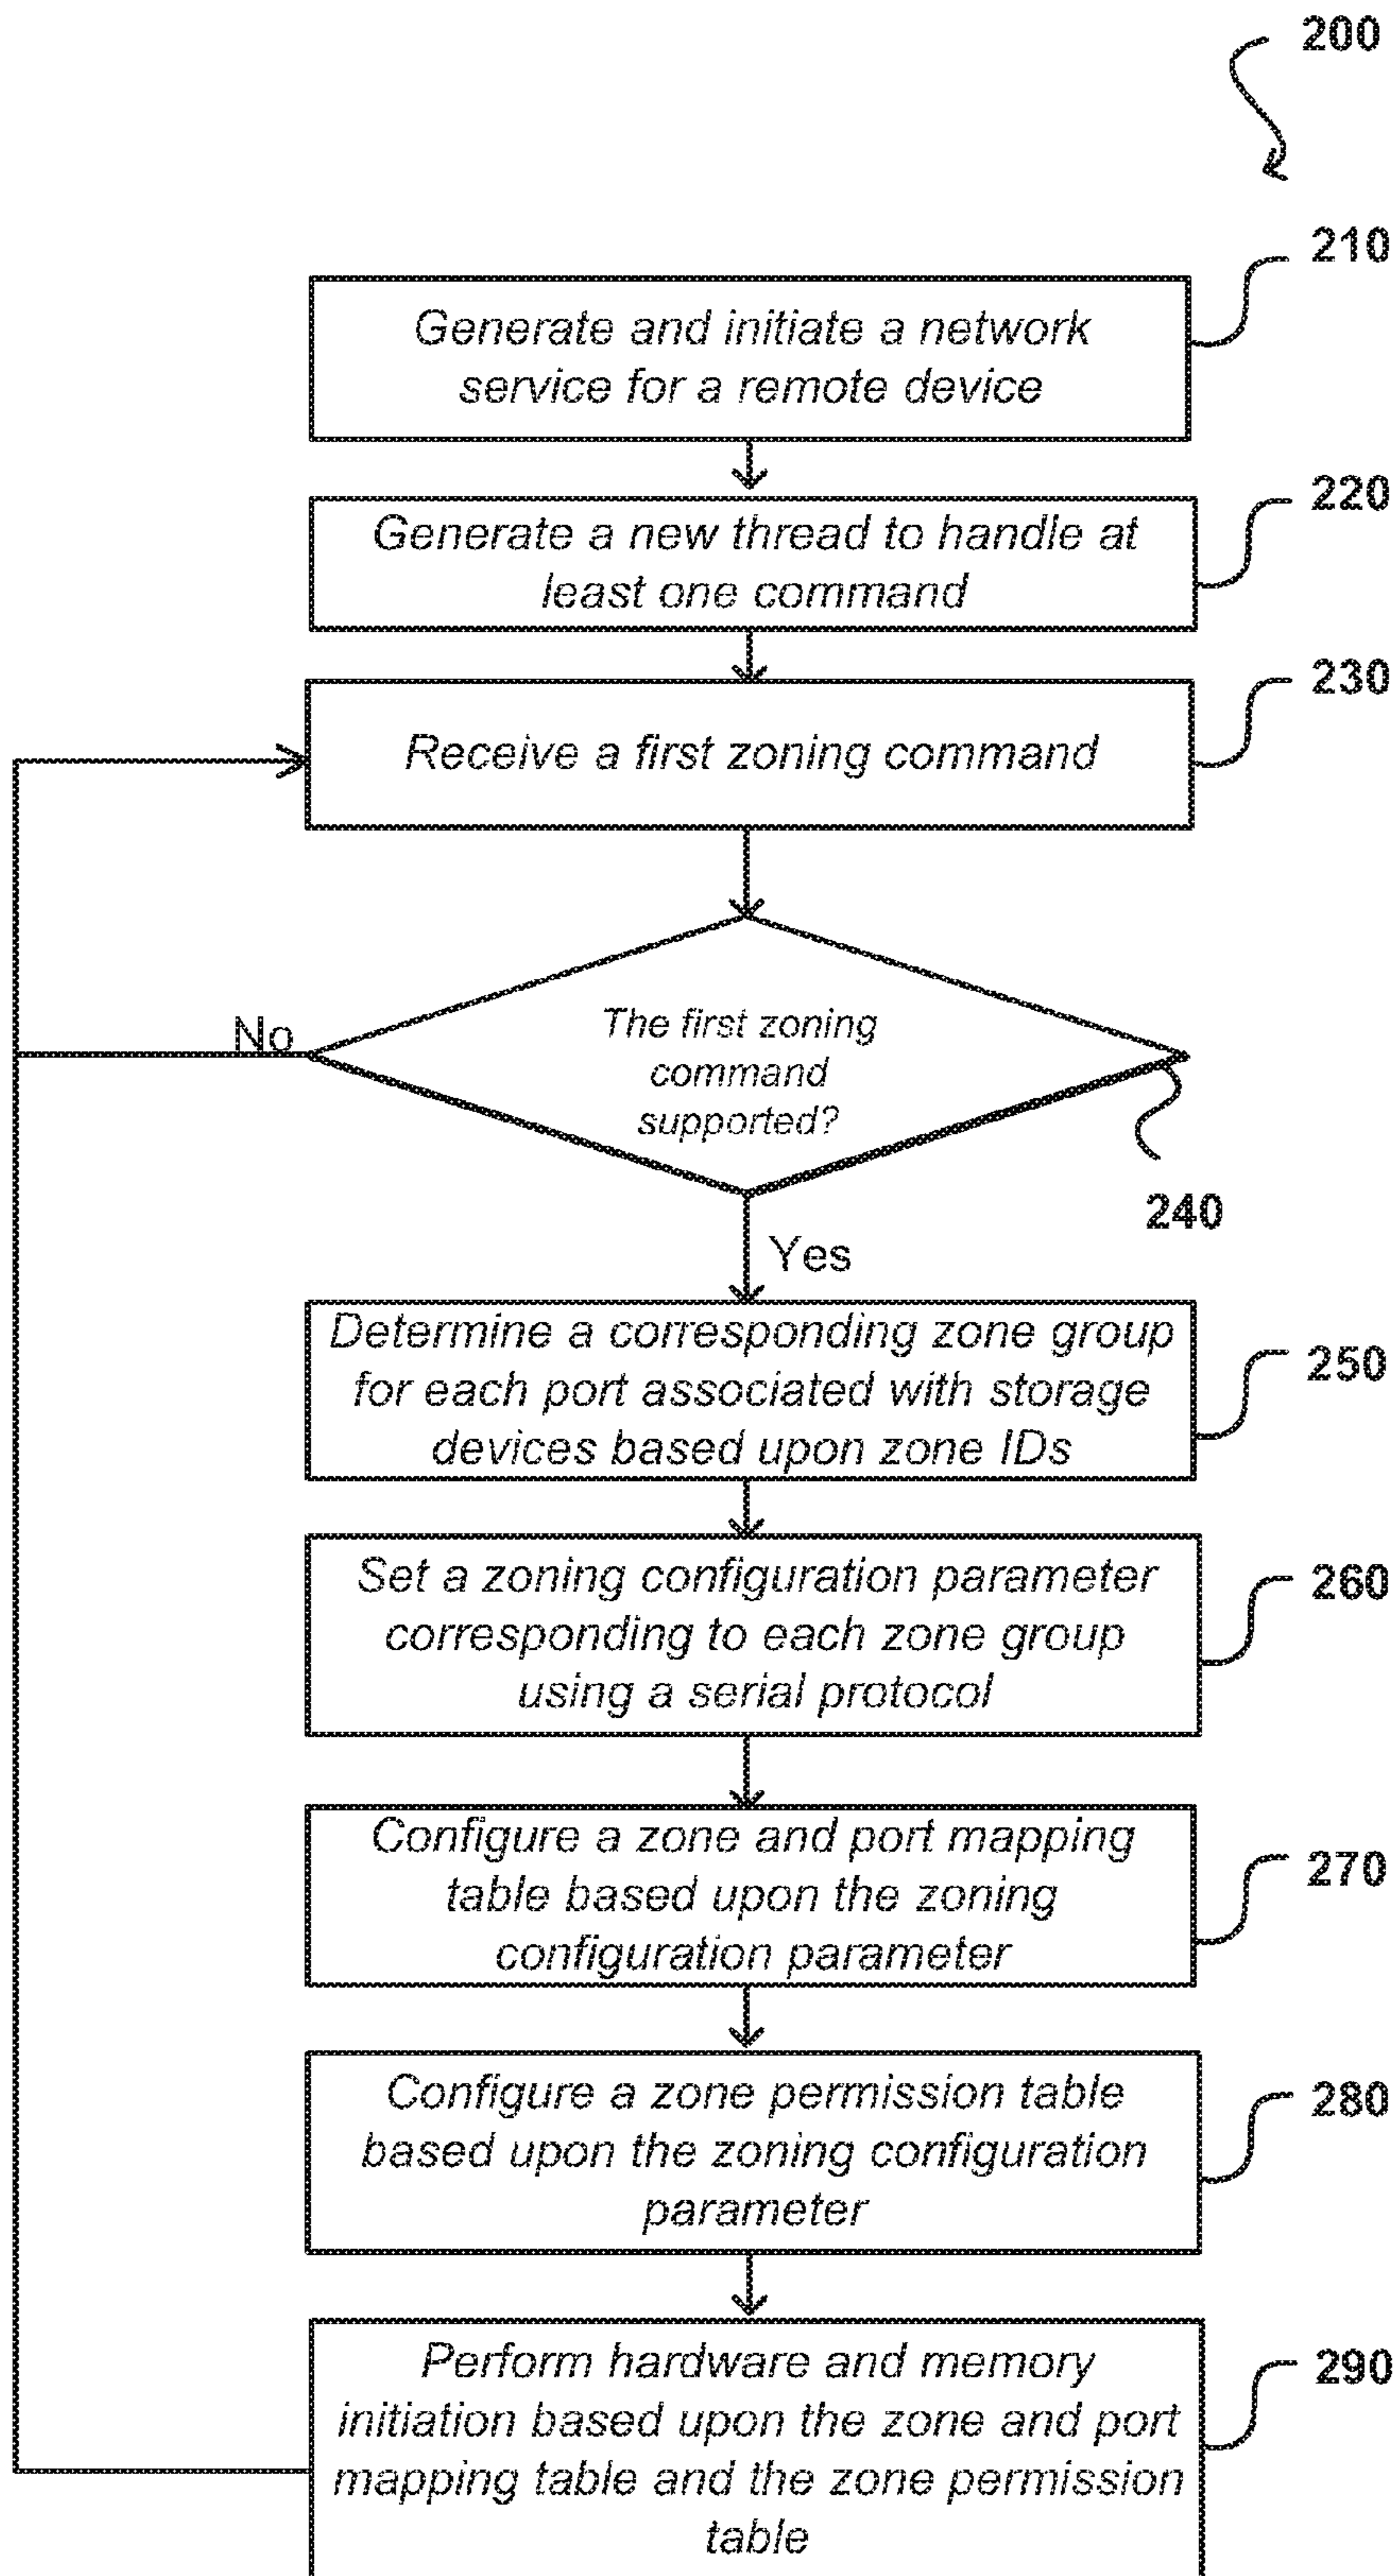 200
210
Generate and initiate a network
service for a remote device
220
Generate a new thread to handle at
least one command
230
Receive a first zoning command
No
The first zoning
command
supported?
240
Yes
Determine a corresponding zone group
for each port associated with storage
devices based upon zone IDs
250
Set a zoning configuration parameter
corresponding to each zone group
using a serial protocol
260
Configure a zone and port mapping
table based upon the zoning
configuration parameter
270
Configure a zone permission table
based upon the zoning configuration
parameter
280
Perform hardware and memory
initiation based upon the zone and port
mapping table and the zone permission
table
290